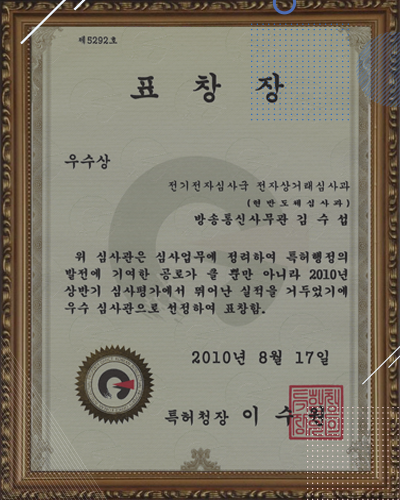 제5292호
표 창 장
우수상
전기전자심사국 전자상거래심사과
(현 반도체심사과)
방송통신사무관 김 수 섭
위 심사관은 심사업무에 정려하여 특허행정의
발전에 기여한 공로가 클 뿐만 아니라 2010년
상반기 심사평가에서 뛰어난 실적을 거두었기에
우수 심사관으로 선정하여 표창함.
2010년 8월 17일
특허청장 이 수 원